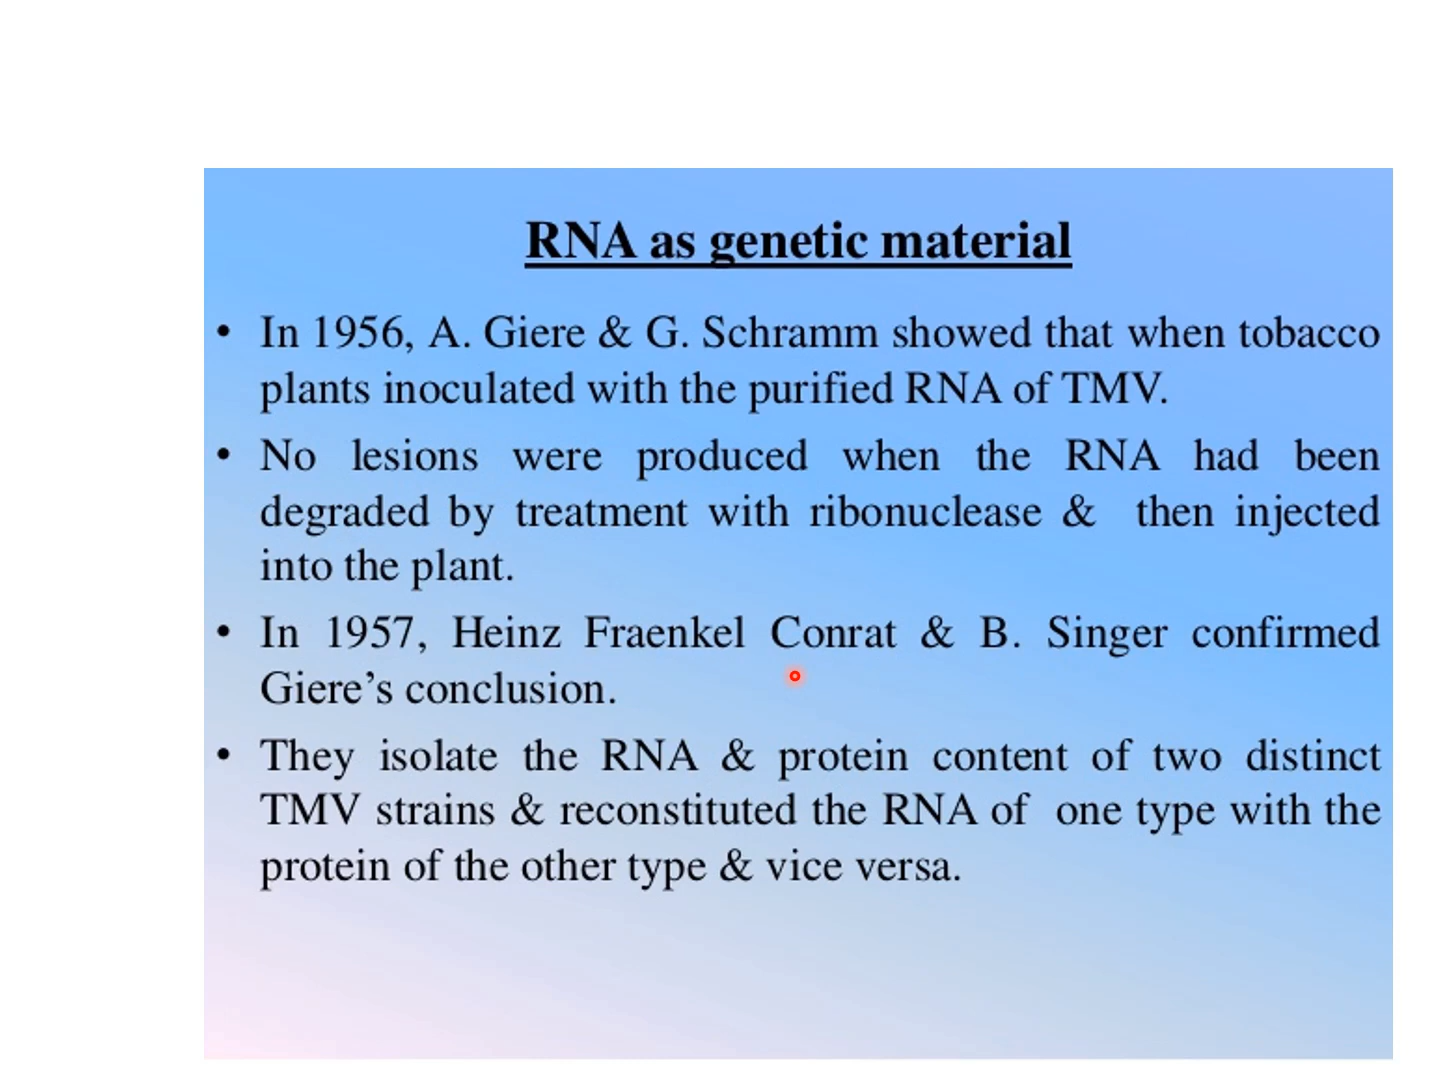 RNA as genetic material
• In 1956, A. Giere & G. Schramm showed that when tobacco
plants inoculated with the purified RNA of TMV.
• No lesions were produced when the RNA had been
degraded by treatment with ribonuclease & then injected
into the plant.
• In 1957, Heinz Fraenkel Conrat & B. Singer confirmed
Giere’s conclusion.
• They isolate the RNA & protein content of two distinct
TMV strains & reconstituted the RNA of one type with the
protein of the other type & vice versa.